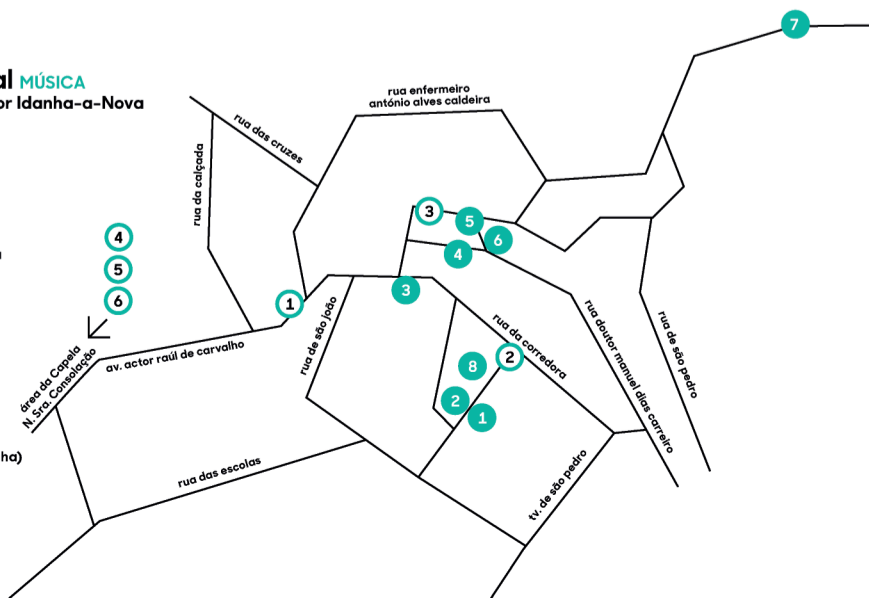 al MÚSICA
or Idanha-a-Nova
7
rua enfermeiro
antónio alves caldeira
rua das cruzes
rua da calçada
3
5
6
4
4
5
6
3
1
área da Capela
N. Sra. Consolação
av. actor raúl de carvalho
rua de são joão
rua da corredora
rua doutor manuel dias carreiro
rua de são pedro
2
8
2
1
ha)
rua das escolas
tv. de são pedro